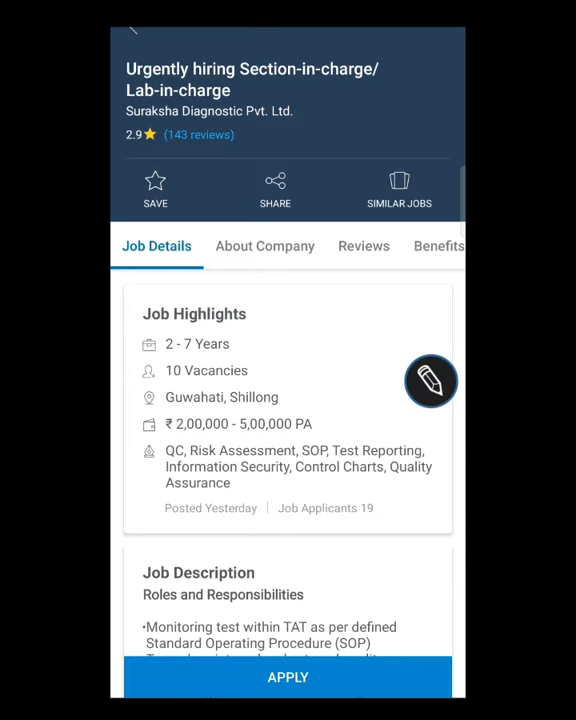 Urgently hiring Section-in-charge/
Lab-in-charge
Suraksha Diagnostic Pvt. Ltd.
2.9 (143 reviews)
SAVE
SHARE
SIMILAR JOBS
Job Details
About Company
Reviews
Benefits
Job Highlights
2 - 7 Years
10 Vacancies
Guwahati, Shillong
₹ 2,00,000 - 5,00,000 PA
QC, Risk Assessment, SOP, Test Reporting,
Information Security, Control Charts, Quality
Assurance
Posted Yesterday | Job Applicants 19
Job Description
Roles and Responsibilities
•Monitoring test within TAT as per defined
Standard Operating Procedure (SOP)
APPLY